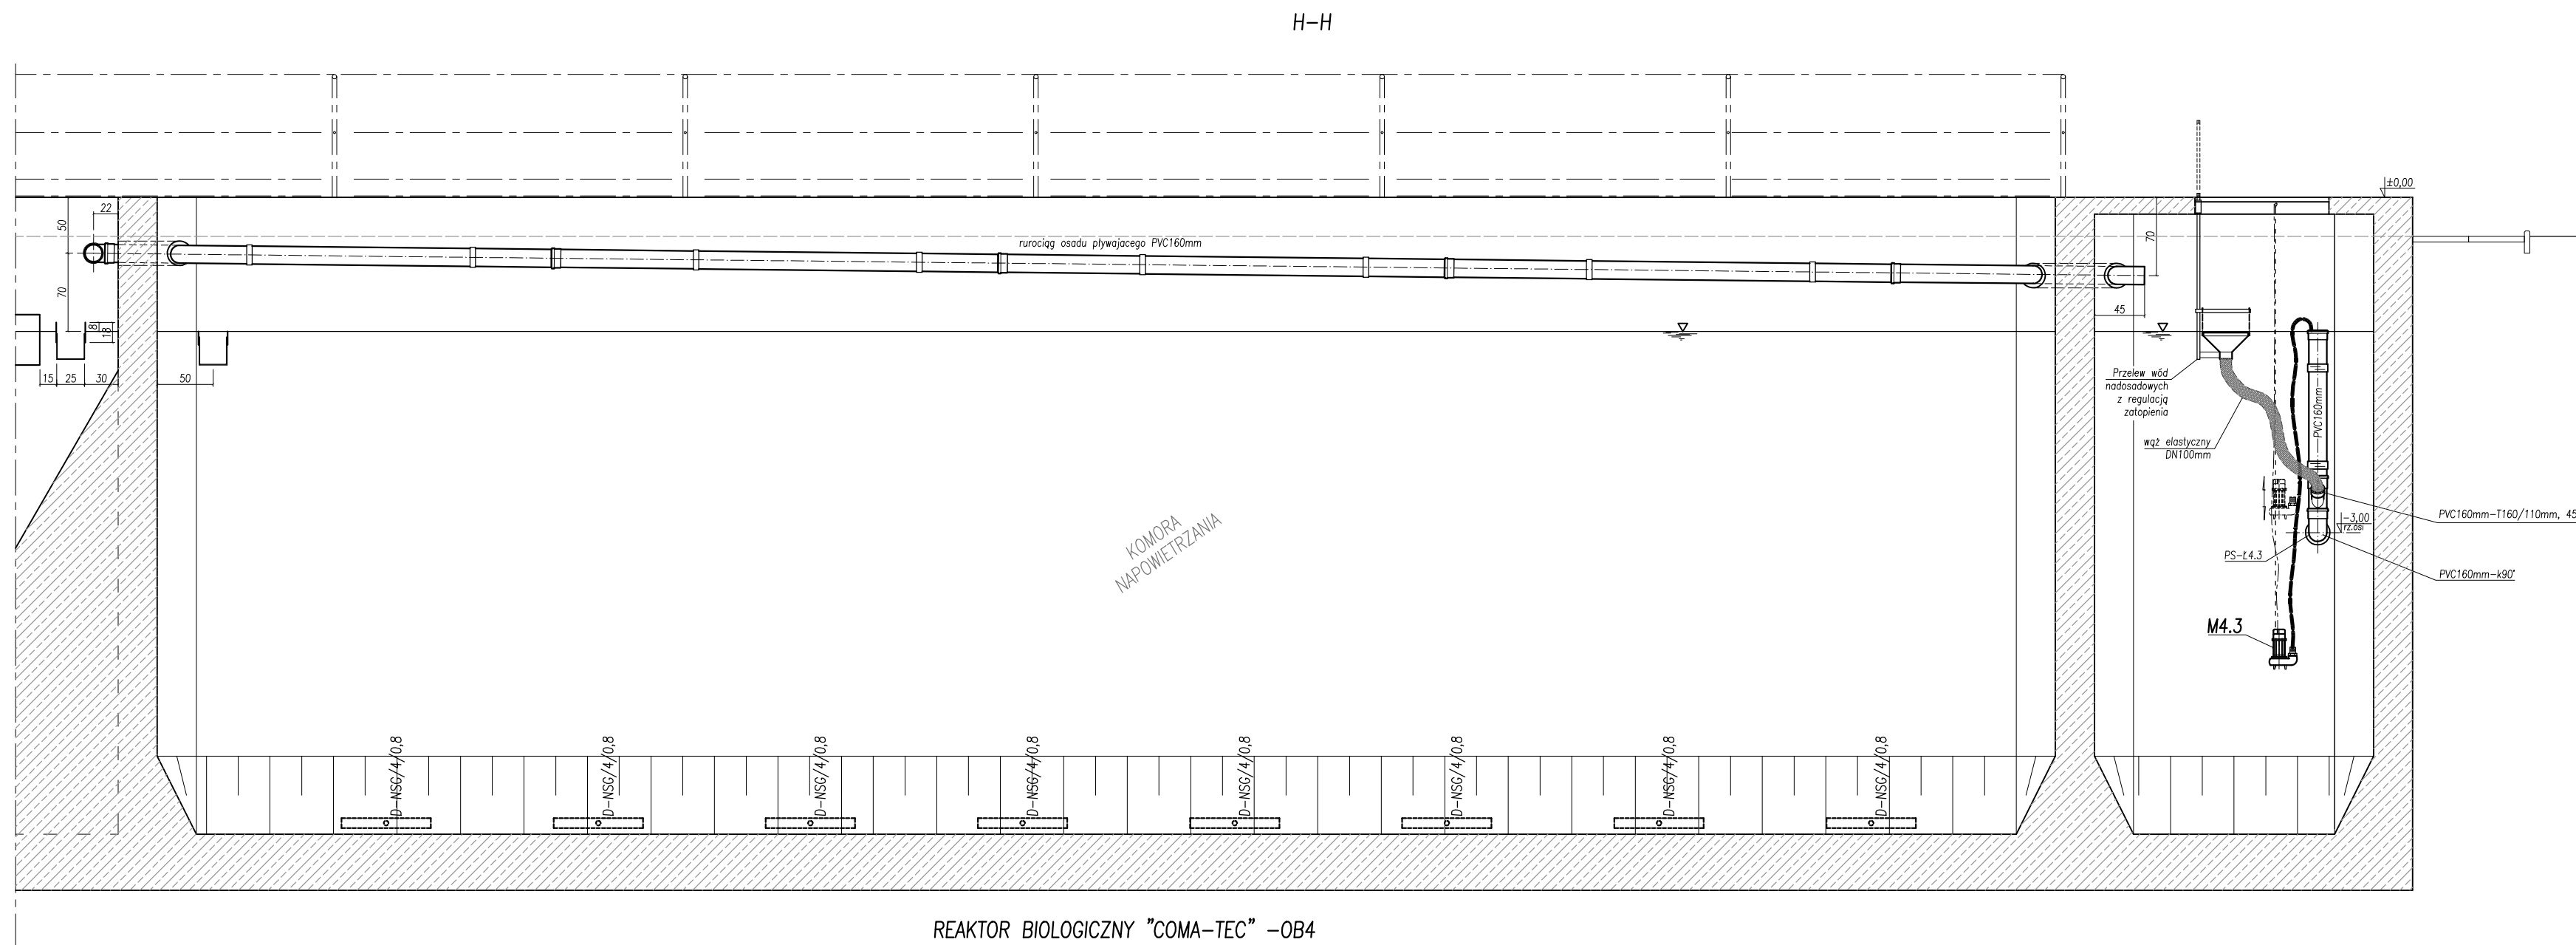 H-H
±0,00
22
50
rurociąg osadu pływajacego PVC160mm
70
70
8
18
45
15
25
30
50
Przelew wód
nadosadowych
z regulacją
zatopienia
PVC160mm
wąż elastyczny
DN100mm
PVC160mm-T160/110mm, 45
-3,00
rz.osi
PS-Ł4.3
PVC160mm-k90°
KOMORA
NAPOWIETRZANIA
M4.3
D-NSG/4/0,8
D-NSG/4/0,8
D-NSG/4/0,8
D-NSG/4/0,8
D-NSG/4/0,8
D-NSG/4/0,8
D-NSG/4/0,8
D-NSG/4/0,8
REAKTOR BIOLOGICZNY "COMA-TEC" -OB4